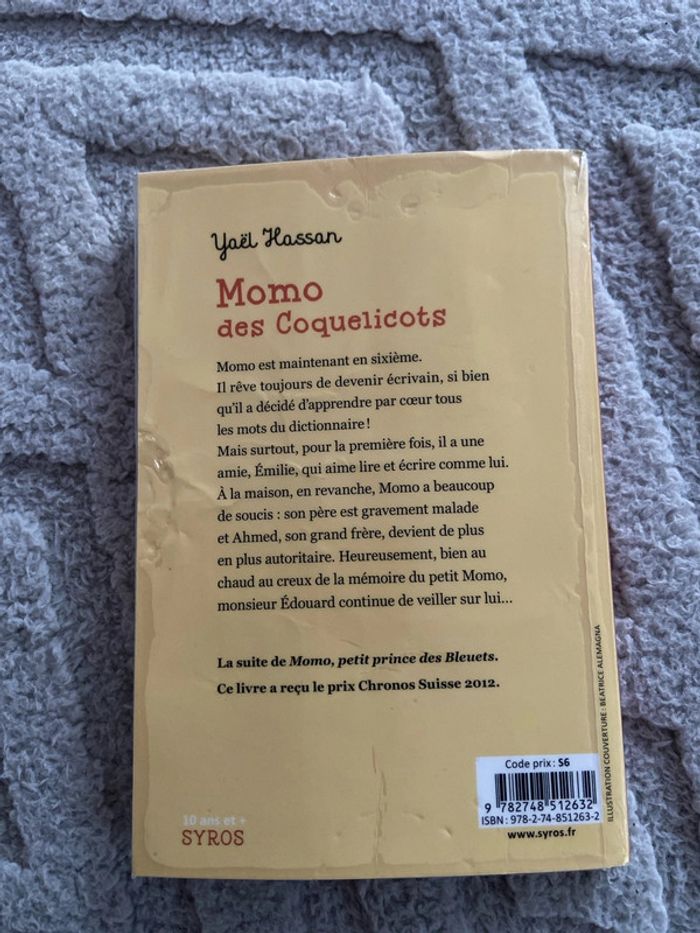 Yaël Hassan
Momo
des Coquelicots
Momo est maintenant en sixième.
Il rêve toujours de devenir écrivain, si bien
qu'il a décidé d'apprendre par cœur tous
les mots du dictionnaire !
Mais surtout, pour la première fois, il a une
amie, Émilie, qui aime lire et écrire comme lui.
À la maison, en revanche, Momo a beaucoup
de soucis : son père est gravement malade
et Ahmed, son grand frère, devient de plus
en plus autoritaire. Heureusement, bien au
chaud au creux de la mémoire du petit Momo,
monsieur Édouard continue de veiller sur lui...
La suite de Momo, petit prince des Bleuets.
Ce livre a reçu le prix Chronos Suisse 2012.
ILLUSTRATION COUVERTURE : BEATRICE ALEMAGNA
Code prix : S6
9 782748 512632
ISBN : 978-2-74-851263-2
www.syros.fr
10 ans et +
SYROS